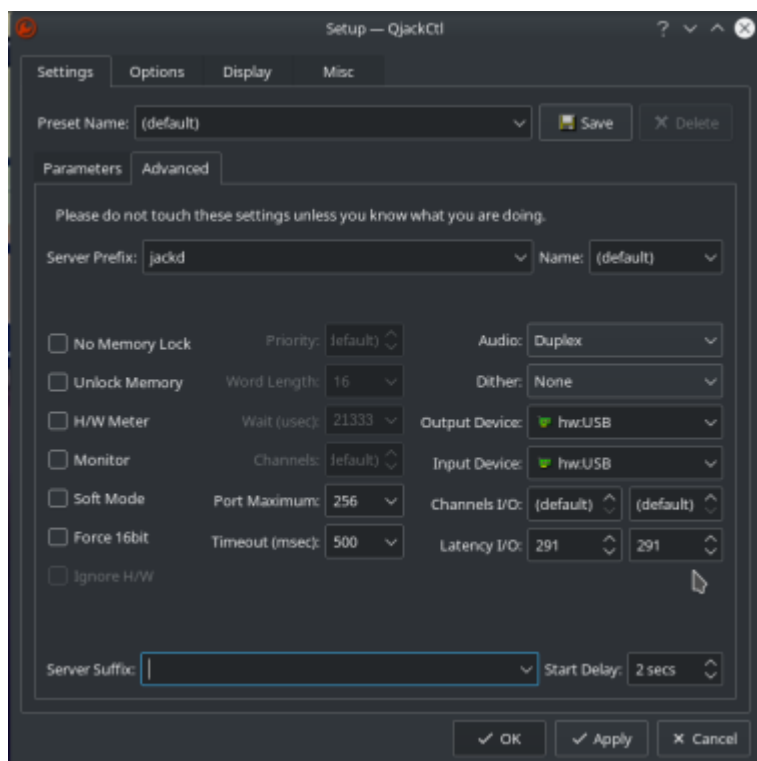 Setup — QjackCtl
Settings Options Display Misc
Preset Name: (default) Save Delete
Parameters Advanced
Please do not touch these settings unless you know what you are doing.
Server Prefix: jackd Name: (default)
No Memory Lock Priority: lefault) Audio: Duplex
Unlock Memory Word Length: 16 Dither: None
H/W Meter Wait (usec): 21333 Output Device: hw:USB
Monitor Channels: lefault) Input Device: hw:USB
Soft Mode Port Maximum: 256 Channels I/O: (default) (default)
Force 16bit Timeout (msec): 500 Latency I/O: 291 291
Ignore H/W
Server Suffix: Start Delay: 2 secs
OK Apply Cancel